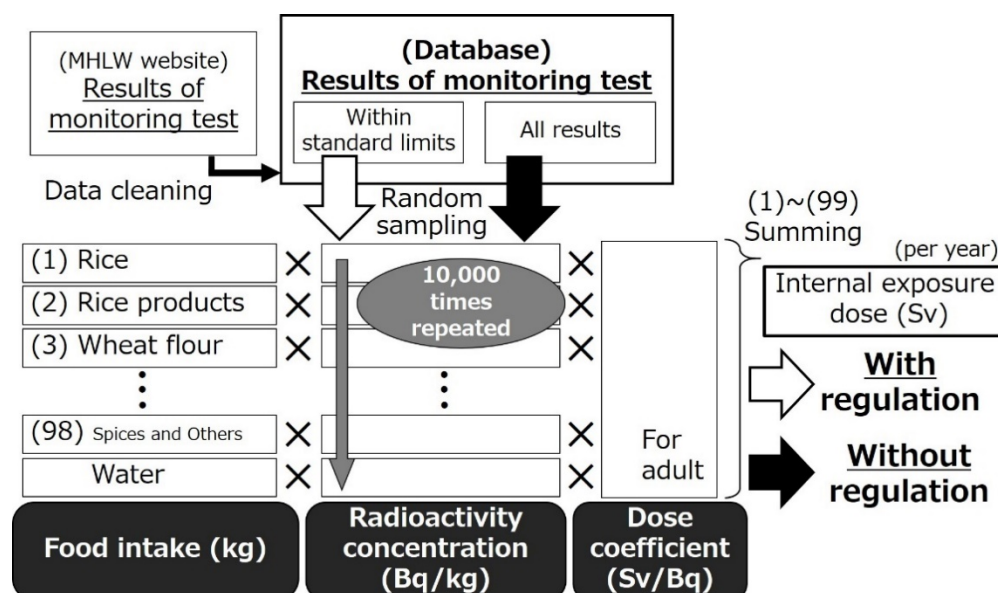 (MHLW website)
Results of
monitoring test
(Database)
Results of monitoring test
Within
standard limits
All results
Data cleaning
Random
sampling
(1)~(99)
Summing
(per year)
Internal exposure
dose (Sv)
(1) Rice
×
×
(2) Rice products
×
×
(3) Wheat flour
×
×
10,000
times
repeated
(98) Spices and Others
×
×
Water
×
×
For
adult
With
regulation
Without
regulation
Food intake (kg)
Radioactivity
concentration
(Bq/kg)
Dose
coefficient
(Sv/Bq)